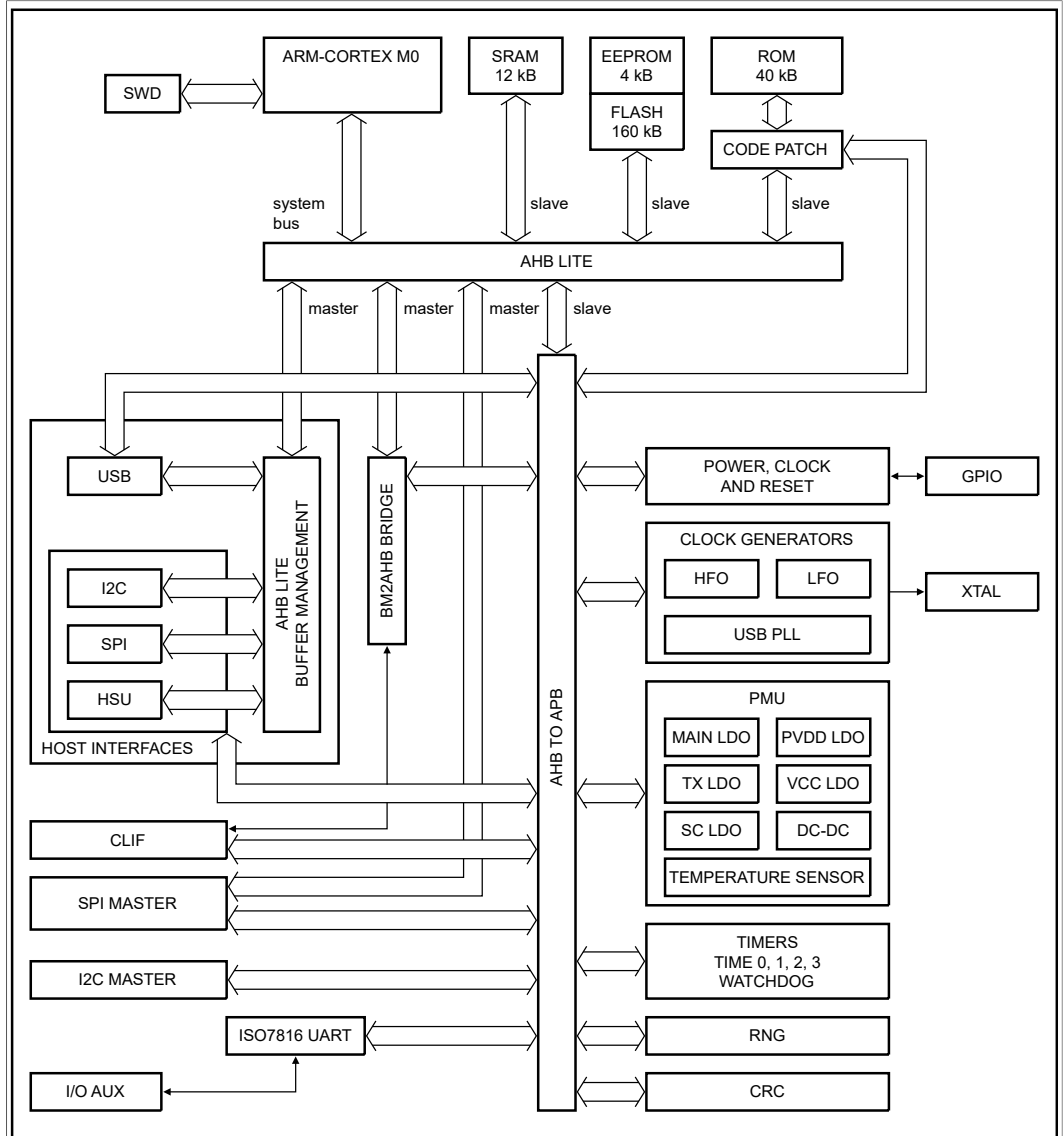 ARM-CORTEX M0
SWD
SRAM
12 kB
EEPROM
4 kB
FLASH
160 kB
ROM
40 kB
CODE PATCH
system
bus
slave
slave
slave
AHB LITE
master
master
master
slave
USB
I2C
SPI
HSU
AHB LITE
BUFFER MANAGEMENT
HOST INTERFACES
BM2AHB BRIDGE
AHB TO APB
POWER, CLOCK
AND RESET
GPIO
CLOCK GENERATORS
HFO
LFO
USB PLL
XTAL
PMU
MAIN LDO
PVDD LDO
TX LDO
VCC LDO
SC LDO
DC-DC
TEMPERATURE SENSOR
CLIF
SPI MASTER
I2C MASTER
ISO7816 UART
I/O AUX
TIMERS
TIME 0, 1, 2, 3
WATCHDOG
RNG
CRC